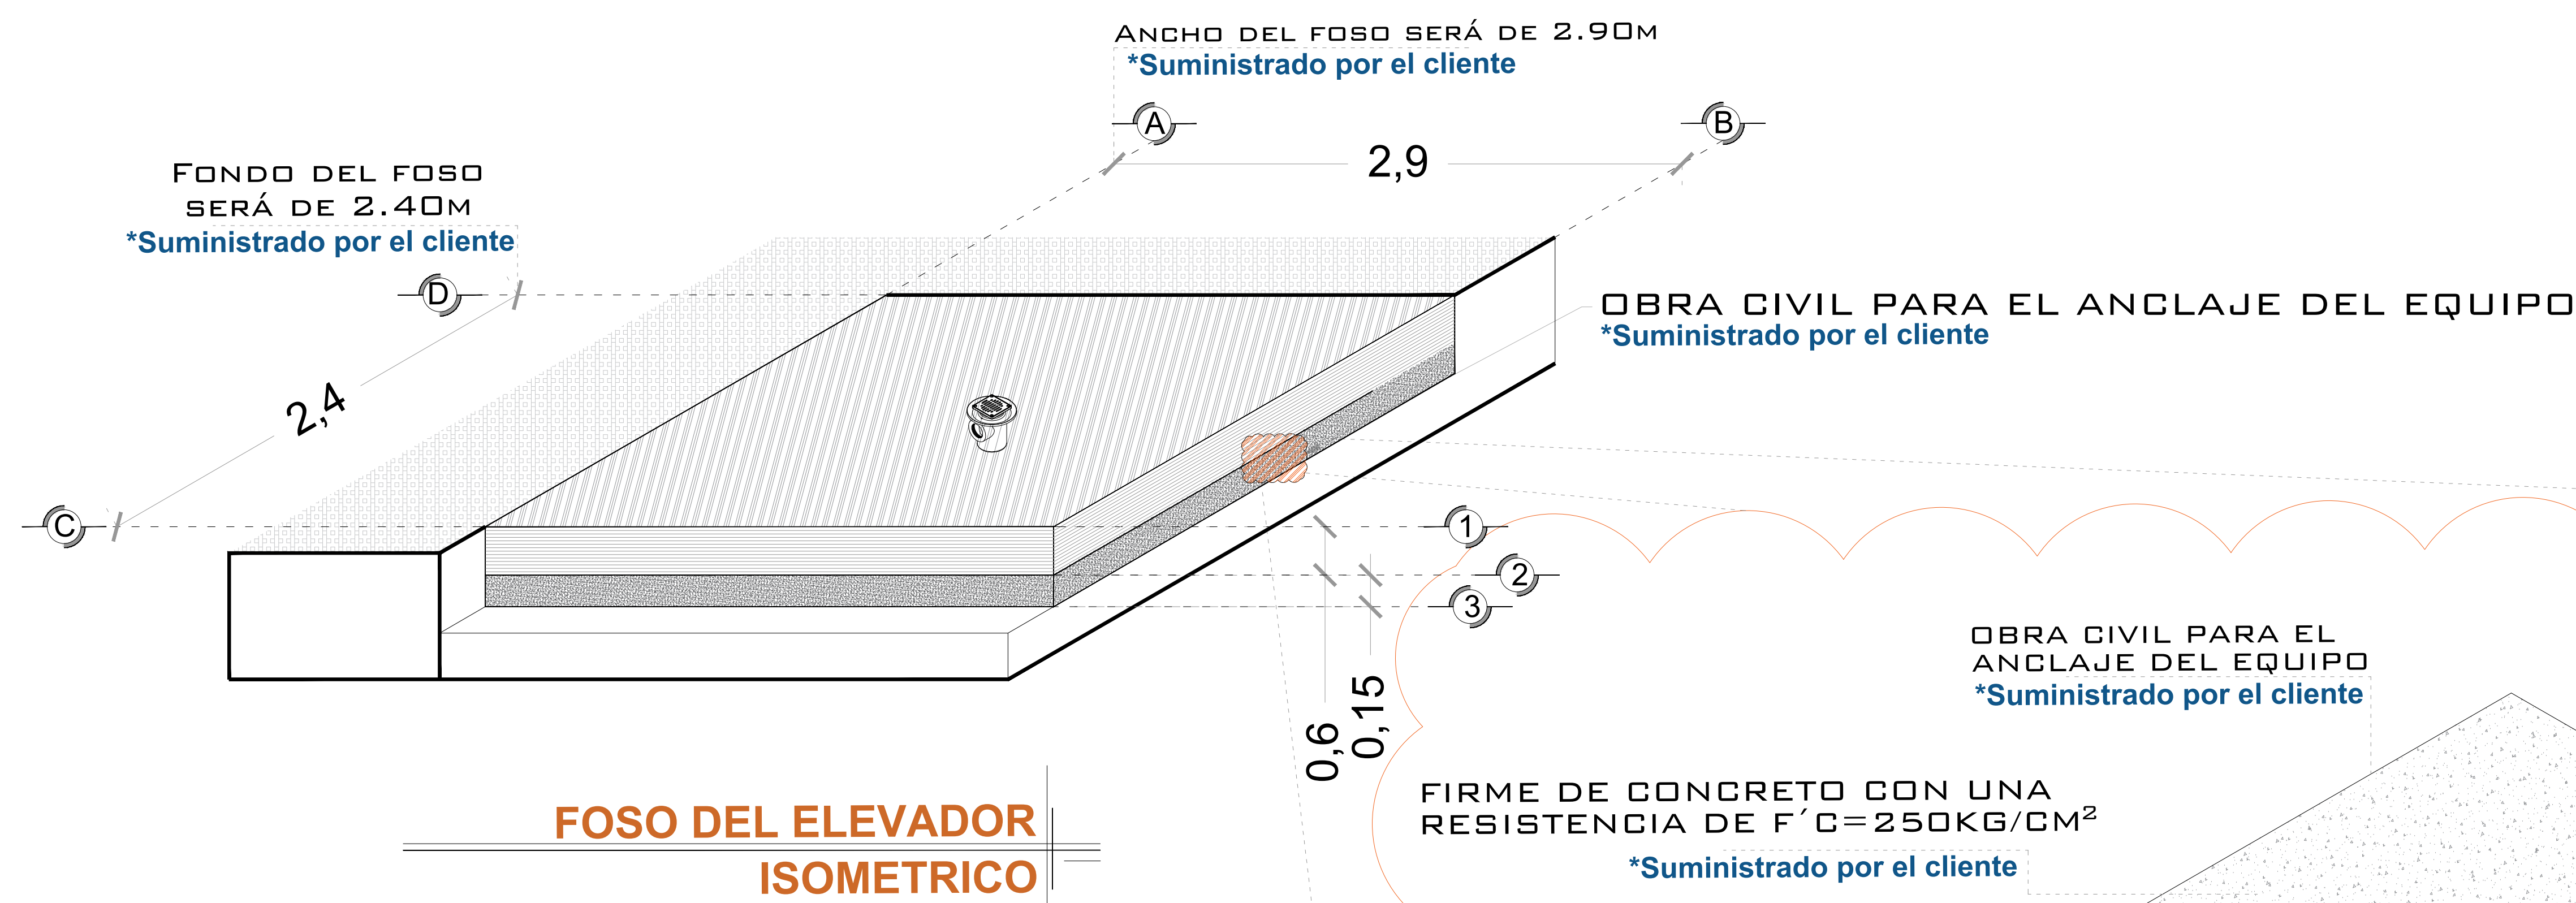 ANCHO DEL FOSO SERÁ DE 2.90M
*Suministrado por el cliente
A
B
2,9
FONDO DEL FOSO
SERÁ DE 2.40M
*Suministrado por el cliente
D
OBRA CIVIL PARA EL ANCLAJE DEL EQUIPO
*Suministrado por el cliente
2,4
C
1
2
3
0,6
0,15
OBRA CIVIL PARA EL
ANCLAJE DEL EQUIPO
*Suministrado por el cliente
FIRME DE CONCRETO CON UNA
RESISTENCIA DE F´C=250KG/CM²
*Suministrado por el cliente
FOSO DEL ELEVADOR
ISOMETRICO